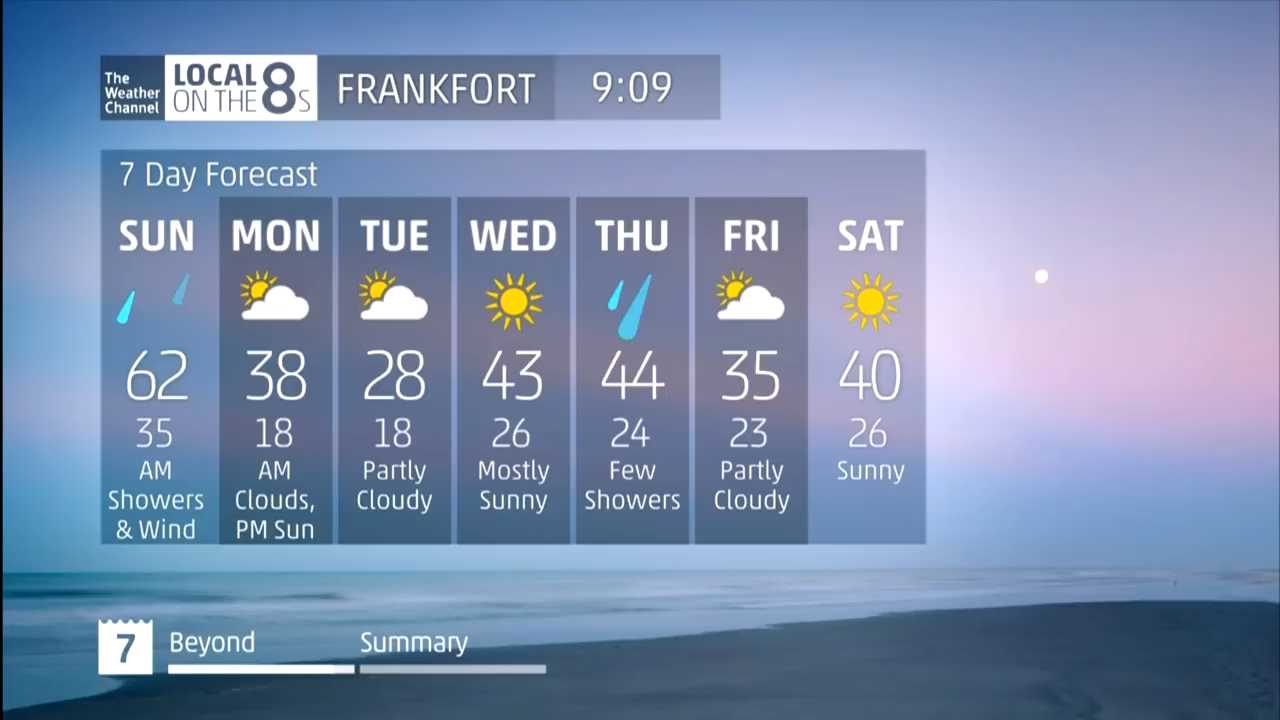 The
Weather
Channel
LOCAL
ON THE 8s
FRANKFORT
9:09
7 Day Forecast
SUN
62
35
AM
Showers
& Wind
MON
38
18
AM
Clouds,
PM Sun
TUE
28
18
Partly
Cloudy
WED
43
26
Mostly
Sunny
THU
44
24
Few
Showers
FRI
35
23
Partly
Cloudy
SAT
40
26
Sunny
7
Beyond
Summary